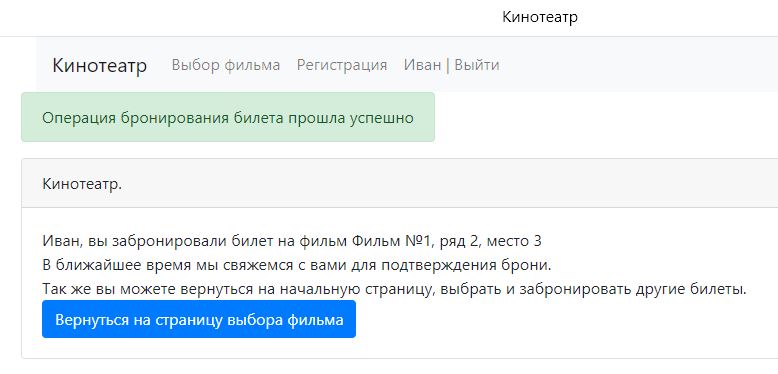 Кинотеатр
Кинотеатр Выбор фильма Регистрация Иван | Выйти
Операция бронирования билета прошла успешно
Кинотеатр.
Иван, вы забронировали билет на фильм Фильм №1, ряд 2, место 3
В ближайшее время мы свяжемся с вами для подтверждения брони.
Так же вы можете вернуться на начальную страницу, выбрать и забронировать другие билеты.
Вернуться на страницу выбора фильма